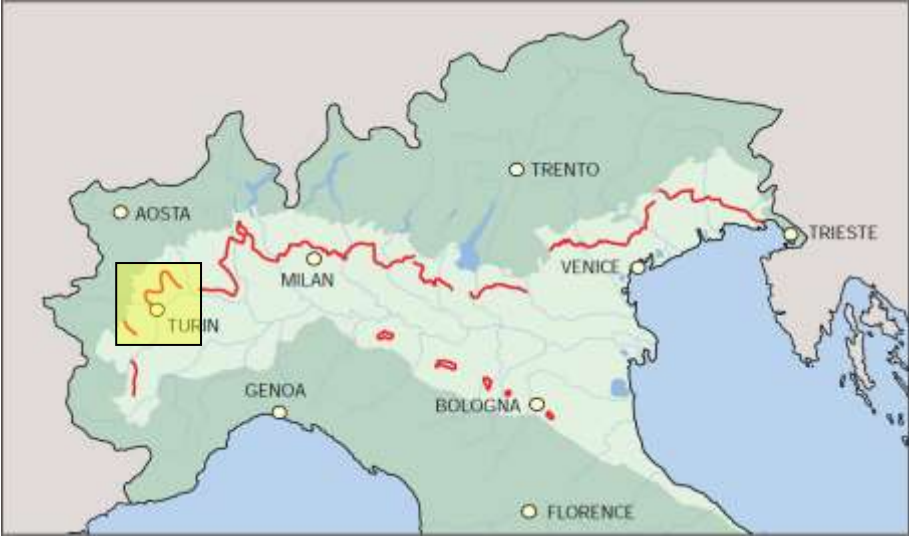 TRENTO
AOSTA
TRIESTE
VENICE
MILAN
TURIN
GENOA
BOLOGNA
FLORENCE